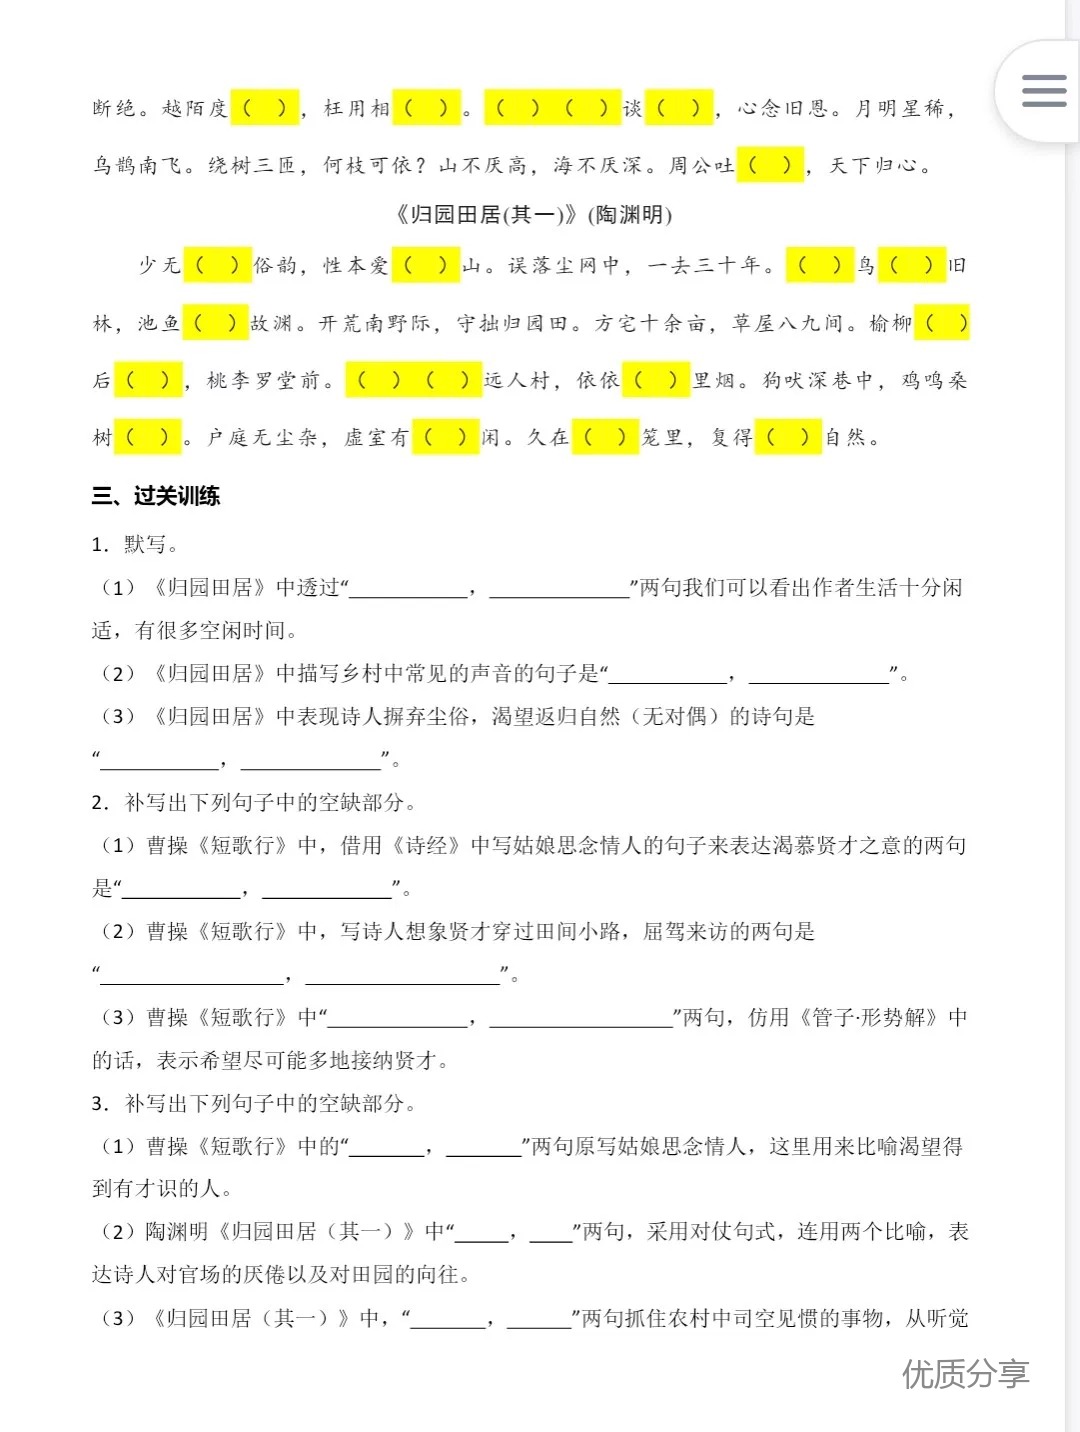 断绝。越陌度（　），枉用相（　）。（　）（　）谈（　），心念旧恩。月明星稀，
乌鹊南飞。绕树三匝，何枝可依？山不厌高，海不厌深。周公吐（　），天下归心。
《归园田居(其一)》(陶渊明)
少无（　）俗韵，性本爱（　）山。误落尘网中，一去三十年。（　）鸟（　）旧
林，池鱼（　）故渊。开荒南野际，守拙归园田。方宅十余亩，草屋八九间。榆柳（　）
后（　），桃李罗堂前。（　）（　）远人村，依依（　）里烟。狗吠深巷中，鸡鸣桑
树（　）。户庭无尘杂，虚室有（　）闲。久在（　）笼里，复得（　）自然。
三、过关训练
1．默写。
（1）《归园田居》中透过“___________，_____________”两句我们可以看出作者生活十分闲
适，有很多空闲时间。
（2）《归园田居》中描写乡村中常见的声音的句子是“___________，_____________”。
（3）《归园田居》中表现诗人摒弃尘俗，渴望返归自然（无对偶）的诗句是
“___________，_____________”。
2．补写出下列句子中的空缺部分。
（1）曹操《短歌行》中，借用《诗经》中写姑娘思念情人的句子来表达渴慕贤才之意的两句
是“___________，____________”。
（2）曹操《短歌行》中，写诗人想象贤才穿过田间小路，屈驾来访的两句是
“_________________，__________________”。
（3）曹操《短歌行》中“_____________，_________________”两句，仿用《管子·形势解》中
的话，表示希望尽可能多地接纳贤才。
3．补写出下列句子中的空缺部分。
（1）曹操《短歌行》中的“_______，_______”两句原写姑娘思念情人，这里用来比喻渴望得
到有才识的人。
（2）陶渊明《归园田居（其一）》中“_____，____”两句，采用对仗句式，连用两个比喻，表
达诗人对官场的厌倦以及对田园的向往。
（3）《归园田居（其一）》中，“_______，______”两句抓住农村中司空见惯的事物，从听觉
优质分享